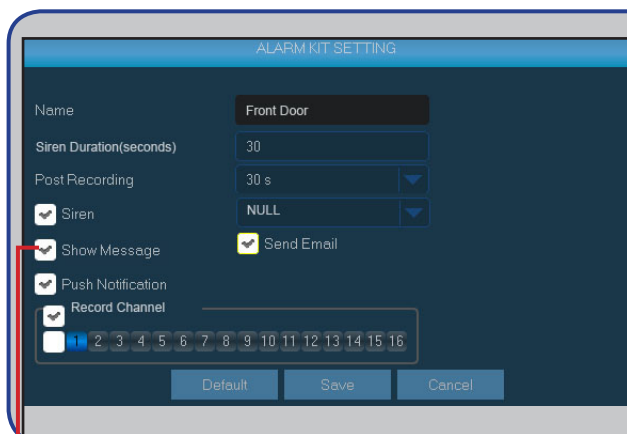 ALARM KIT SETTING
Name Front Door
Siren Duration(seconds) 30
Post Recording 30 s
Siren NULL
Show Message Send Email
Push Notification
Record Channel
1 2 3 4 5 6 7 8 9 10 11 12 13 14 15 16
Default Save Cancel